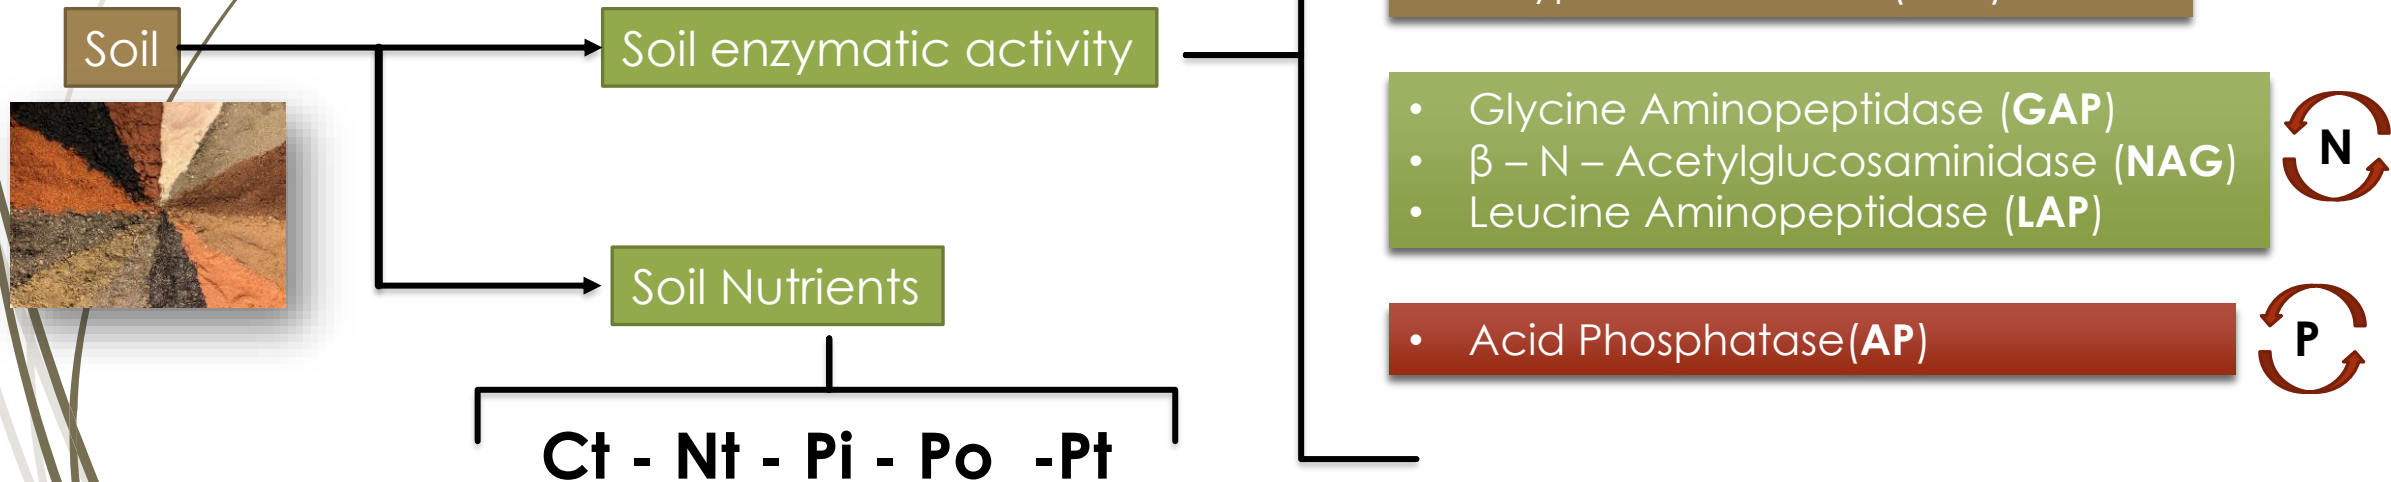 Soil
Soil enzymatic activity
• Glycine Aminopeptidase (GAP)
• β – N – Acetylglucosaminidase (NAG)
• Leucine Aminopeptidase (LAP)
N
Soil Nutrients
• Acid Phosphatase(AP)
P
Ct - Nt - Pi - Po -Pt